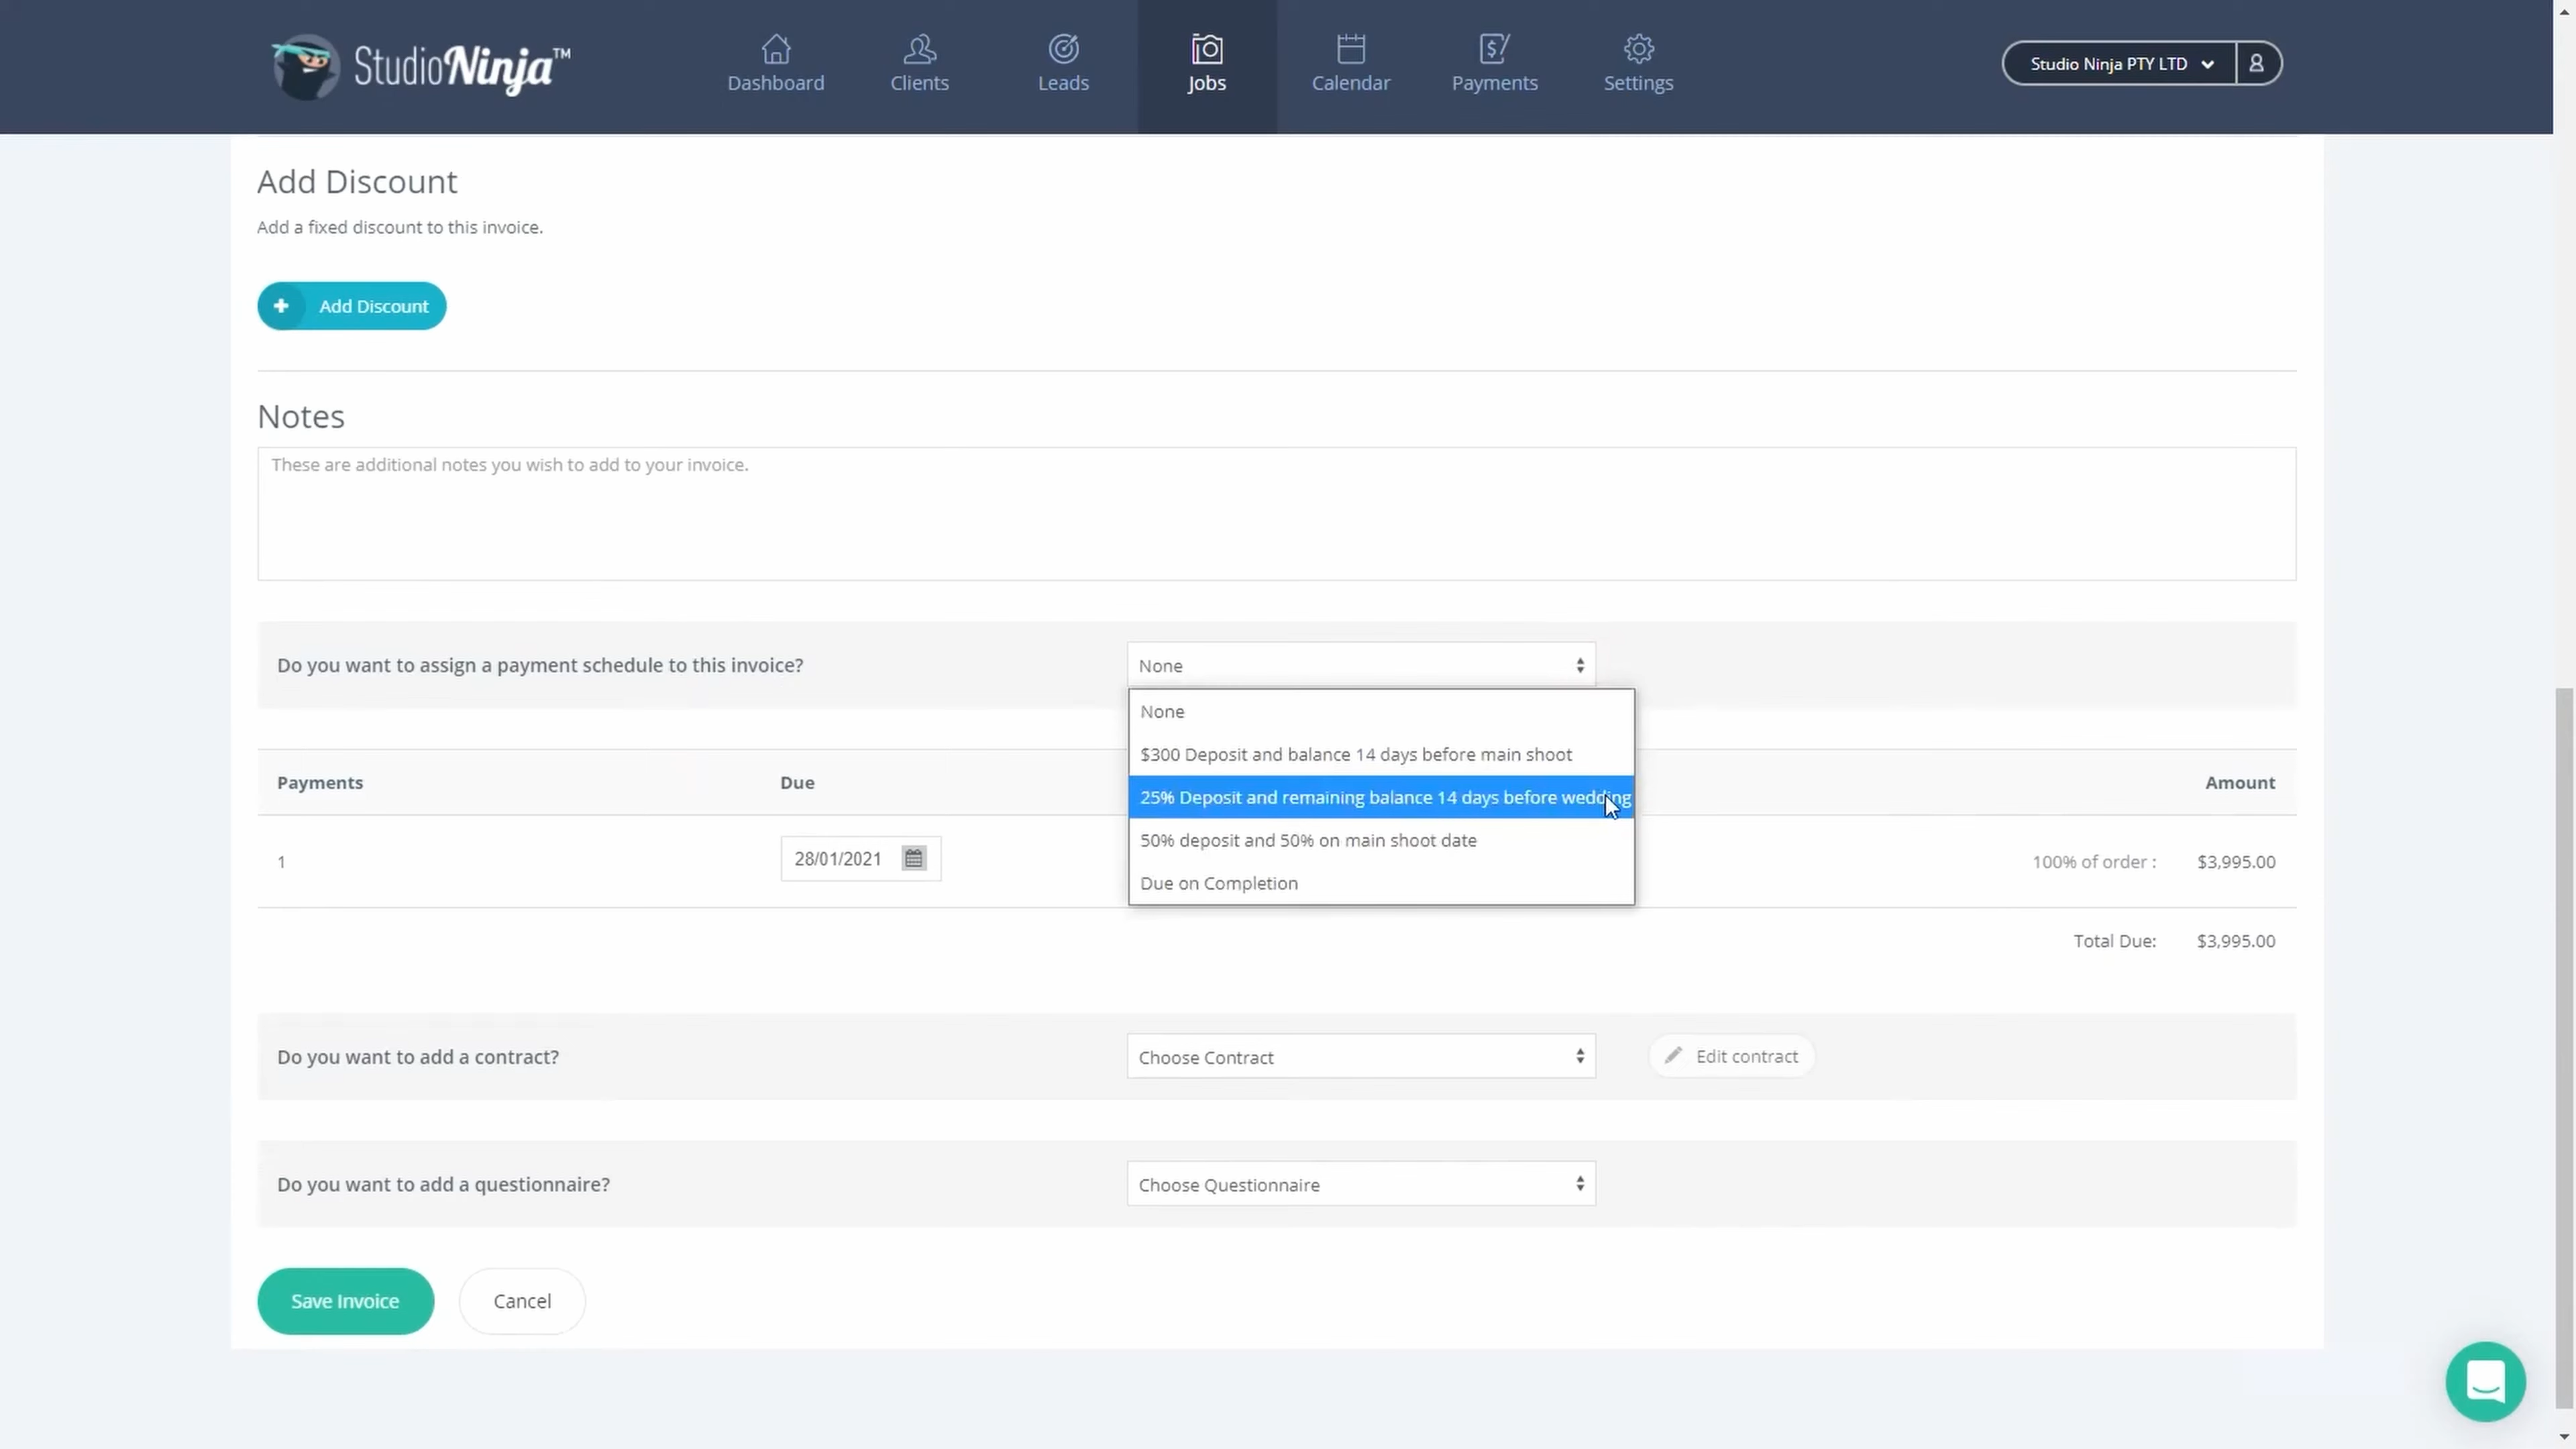 StudioNinja™
Dashboard
Clients
Leads
Jobs
Calendar
Payments
Settings
Studio Ninja PTY LTD
Add Discount
Add a fixed discount to this invoice.
+ Add Discount
Notes
These are additional notes you wish to add to your invoice.
Do you want to assign a payment schedule to this invoice?
None
None
$300 Deposit and balance 14 days before main shoot
25% Deposit and remaining balance 14 days before wedding
50% deposit and 50% on main shoot date
Due on Completion
Payments
Due
Amount
1
28/01/2021
100% of order :
$3,995.00
Total Due:
$3,995.00
Do you want to add a contract?
Choose Contract
Edit contract
Do you want to add a questionnaire?
Choose Questionnaire
Save Invoice
Cancel